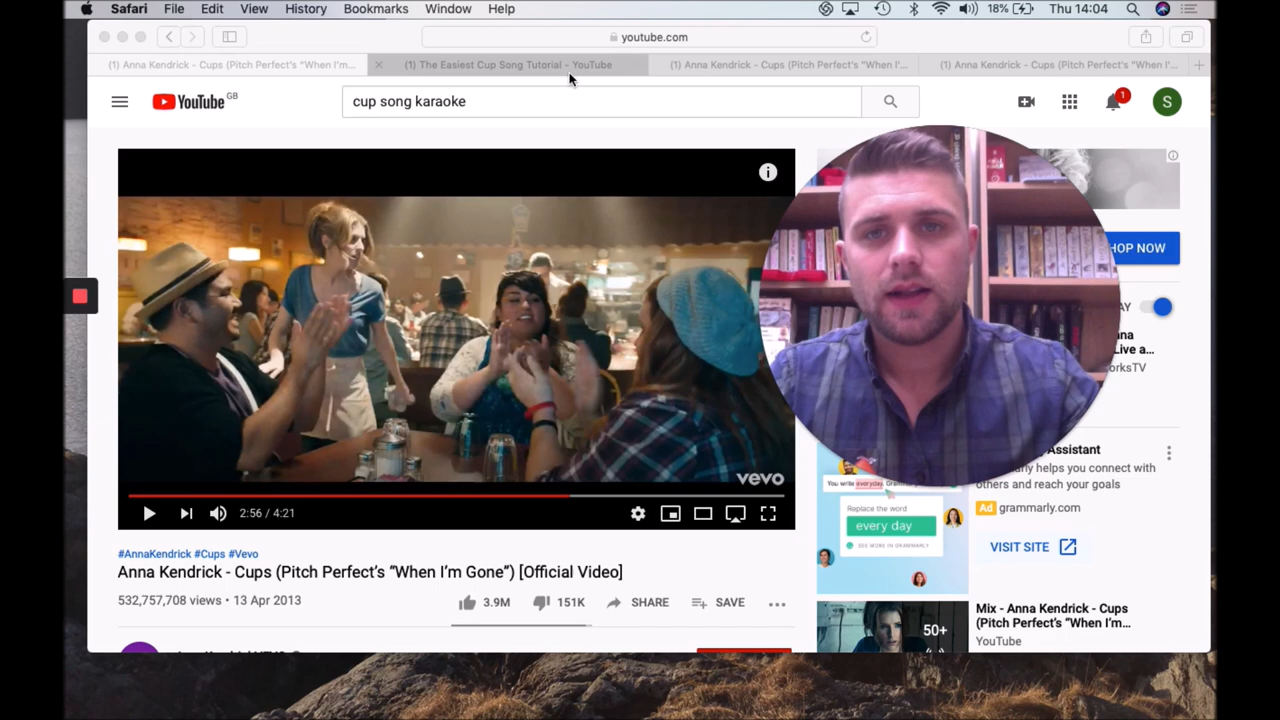 Safari File Edit View History Bookmarks Window Help 18% Thu 14:04
youtube.com
(1) Anna Kendrick - Cups (Pitch Perfect's "When I'm... (1) The Easiest Cup Song Tutorial - YouTube (1) Anna Kendrick - Cups (Pitch Perfect's "When I'... (1) Anna Kendrick - Cups (Pitch Perfect's "When I'...
YouTube GB cup song karaoke 1 S
HOP NOW
AY
nna
Live a...
orksTV
vevo
2:56 / 4:21
#AnnaKendrick #Cups #Vevo
Anna Kendrick - Cups (Pitch Perfect's “When I'm Gone”) [Official Video]
532,757,708 views • 13 Apr 2013 3.9M 151K SHARE SAVE
Assistant
rly helps you connect with
others and reach your goals
Ad grammarly.com
VISIT SITE
You write everyday.
Replace the word
every day
SEE MORE IN GRAMMARLY
50+
Mix - Anna Kendrick - Cups
(Pitch Perfect's “When I'm...
YouTube